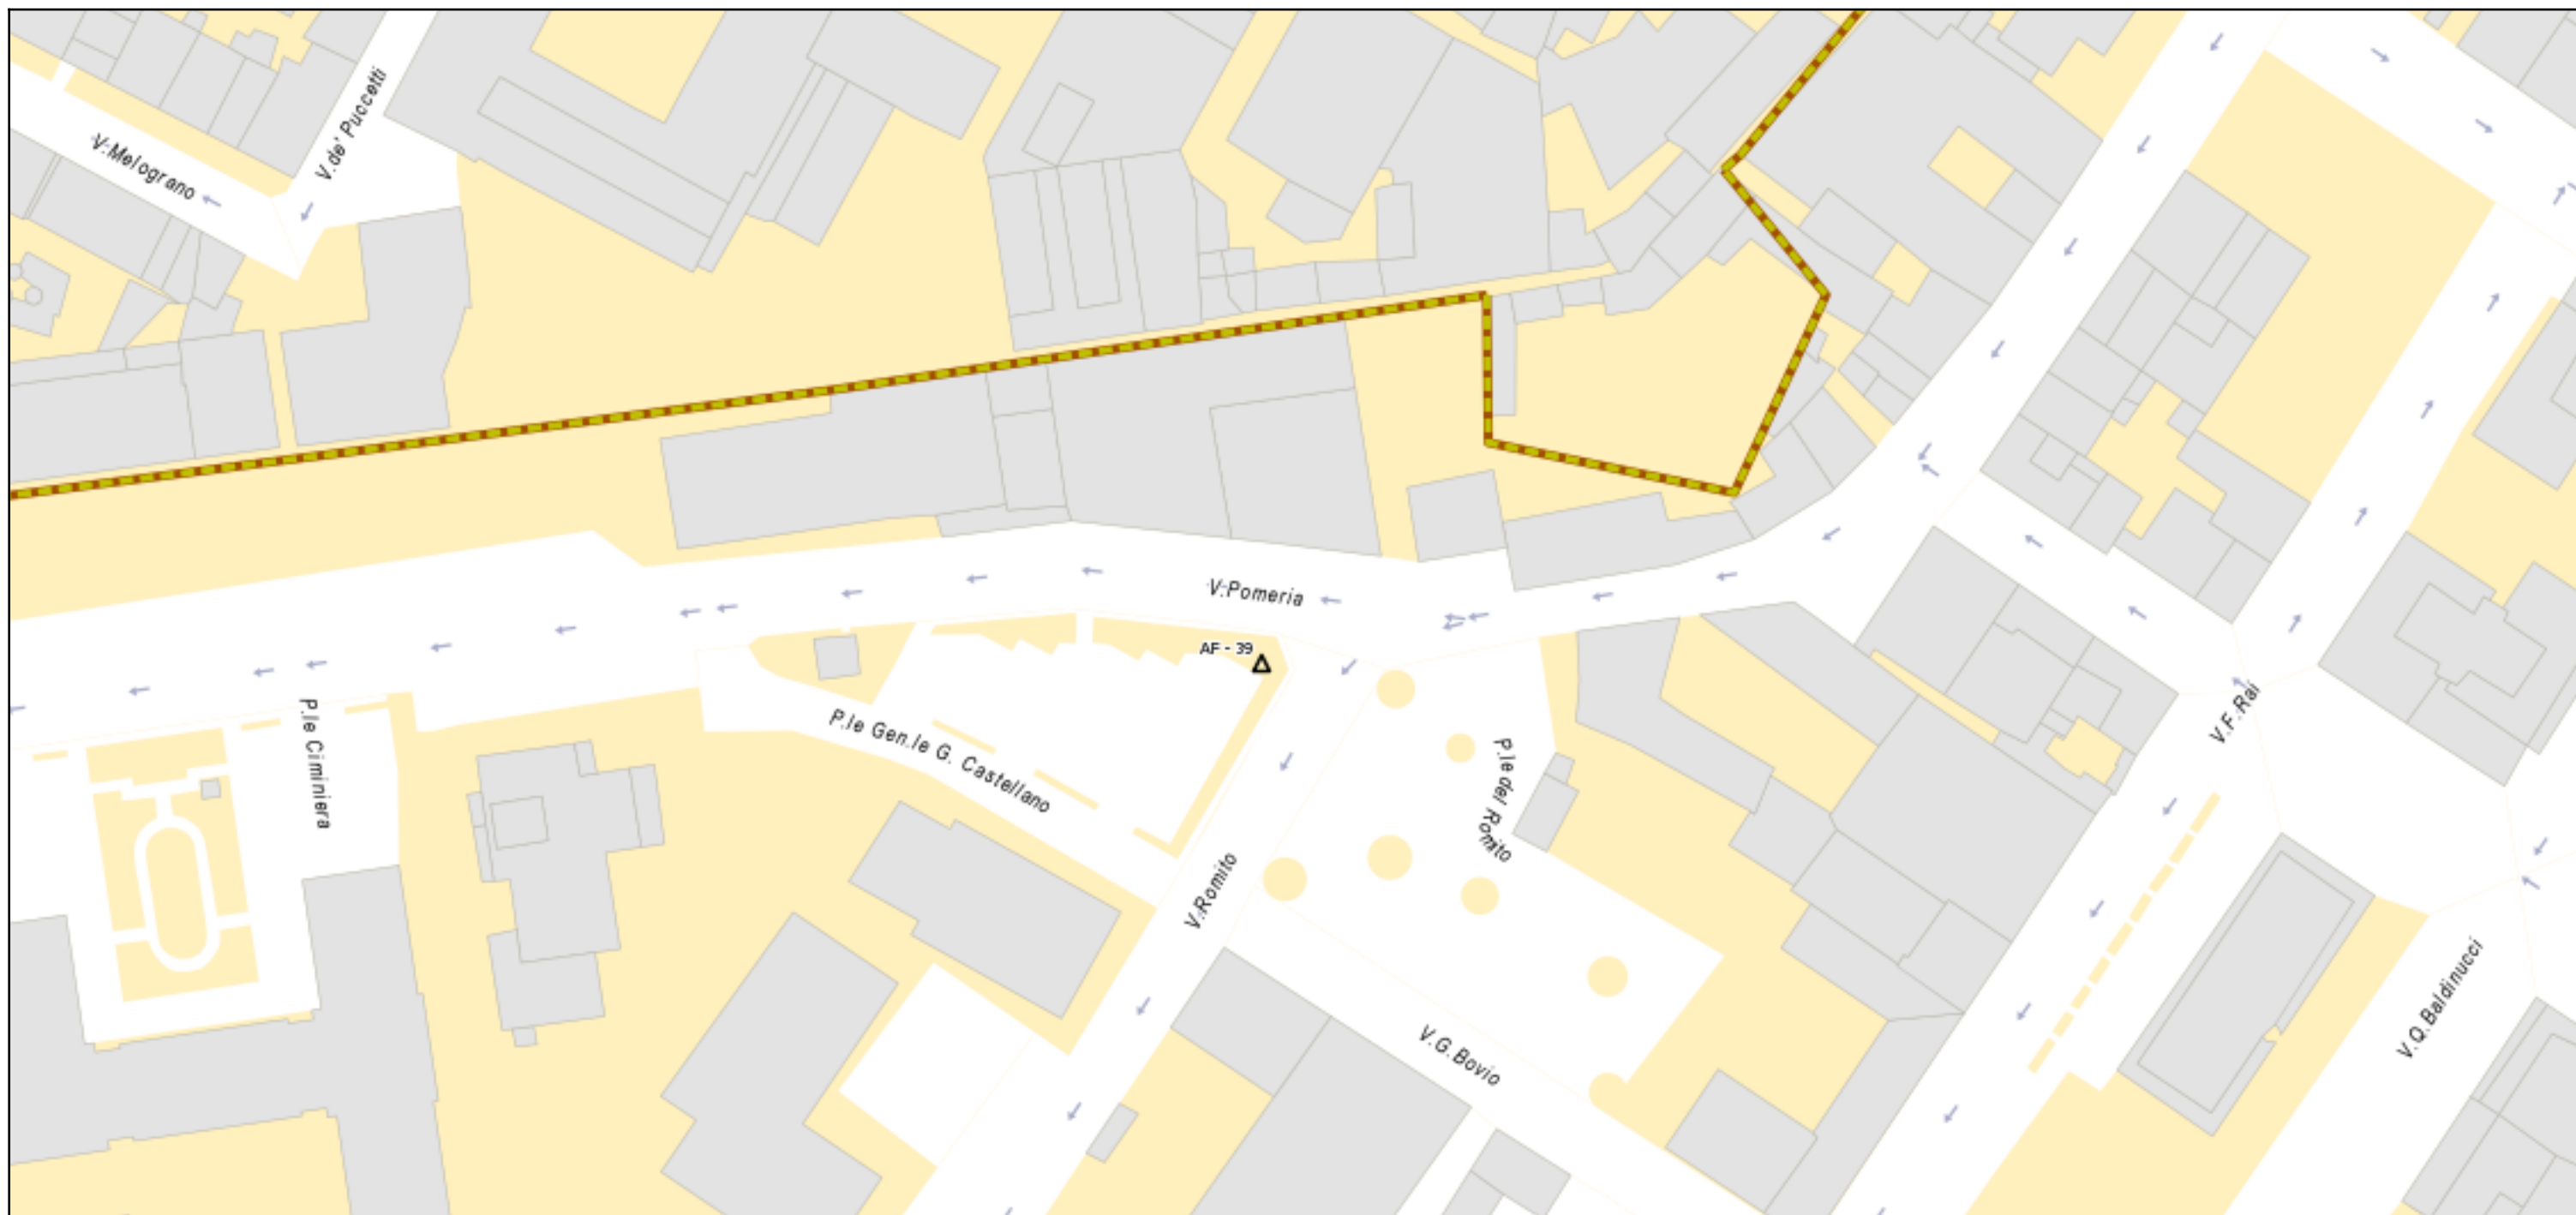 V. de' Puccetti
V. Melograno
V. Pomeria
AF - 39
P.le Ciminiera
P.le Gen.le G. Castellano
P.le del Romito
V. F. Rai
V. Romito
V.G.Bovio
V.Q.Baldinucci